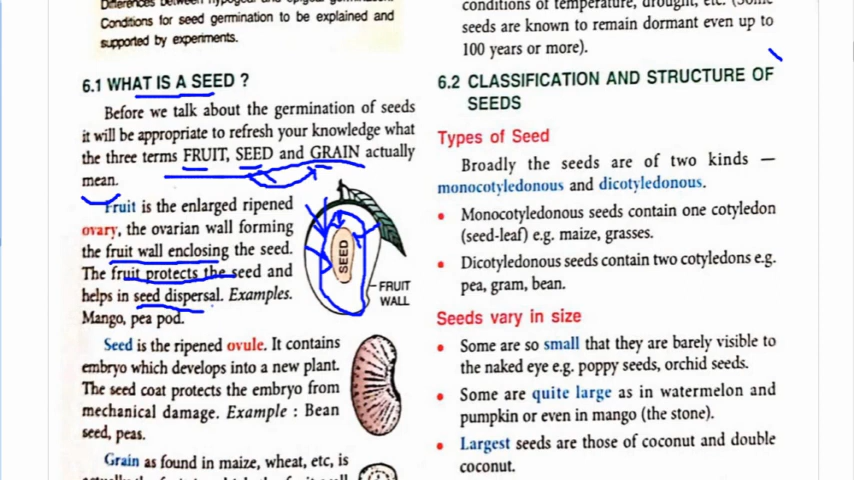 Differences between hypogeal and epigeal germination.
Conditions for seed germination to be explained and
supported by experiments.
6.1 WHAT IS A SEED ?
Before we talk about the germination of seeds
it will be appropriate to refresh your knowledge what
the three terms FRUIT, SEED and GRAIN actually
mean.
Fruit is the enlarged ripened
ovary, the ovarian wall forming
the fruit wall enclosing the seed.
The fruit protects the seed and
helps in seed dispersal. Examples.
Mango, pea pod.
SEED
FRUIT
WALL
Seed is the ripened ovule. It contains
embryo which develops into a new plant.
The seed coat protects the embryo from
mechanical damage. Example : Bean
seed, peas.
Grain as found in maize, wheat, etc, is
conditions of temperature, drought, etc. (Some
seeds are known to remain dormant even up to
100 years or more).
6.2 CLASSIFICATION AND STRUCTURE OF
SEEDS
Types of Seed
Broadly the seeds are of two kinds —
monocotyledonous and dicotyledonous.
• Monocotyledonous seeds contain one cotyledon
(seed-leaf) e.g. maize, grasses.
• Dicotyledonous seeds contain two cotyledons e.g.
pea, gram, bean.
Seeds vary in size
• Some are so small that they are barely visible to
the naked eye e.g. poppy seeds, orchid seeds.
• Some are quite large as in watermelon and
pumpkin or even in mango (the stone).
• Largest seeds are those of coconut and double
coconut.